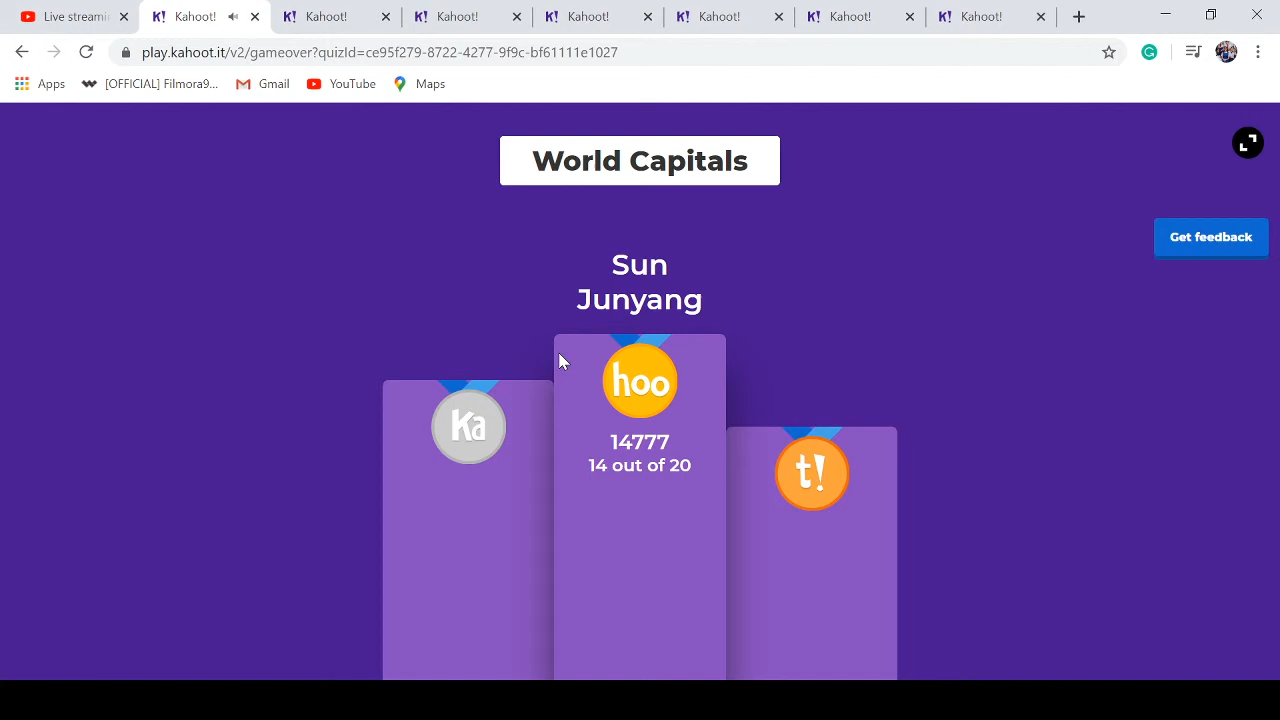 Live streami
Kahoot!
Kahoot!
Kahoot!
Kahoot!
Kahoot!
Kahoot!
Kahoot!
play.kahoot.it/v2/gameover?quizId=ce95f279-8722-4277-9f9c-bf61111e1027
Apps
[OFFICIAL] Filmora9...
Gmail
YouTube
Maps
World Capitals
Get feedback
Sun
Junyang
hoo
14777
14 out of 20
Ka
t!